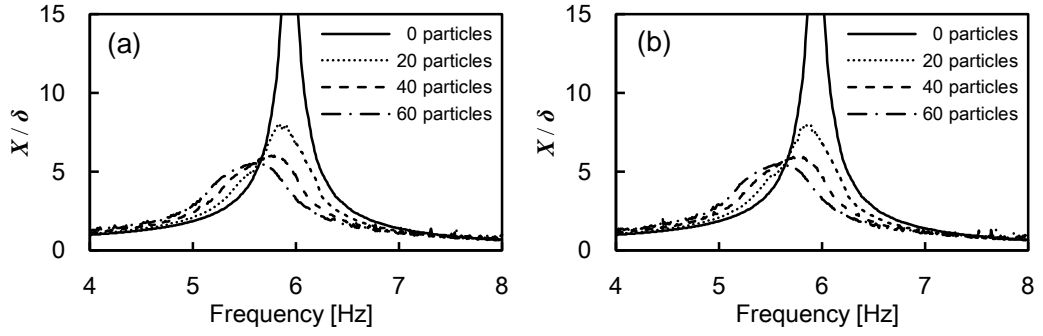 (a)
0 particles
20 particles
40 particles
60 particles
15
10
5
0
X / δ
4 5 6 7 8
Frequency [Hz]
(b)
0 particles
20 particles
40 particles
60 particles
15
10
5
0
X / δ
4 5 6 7 8
Frequency [Hz]